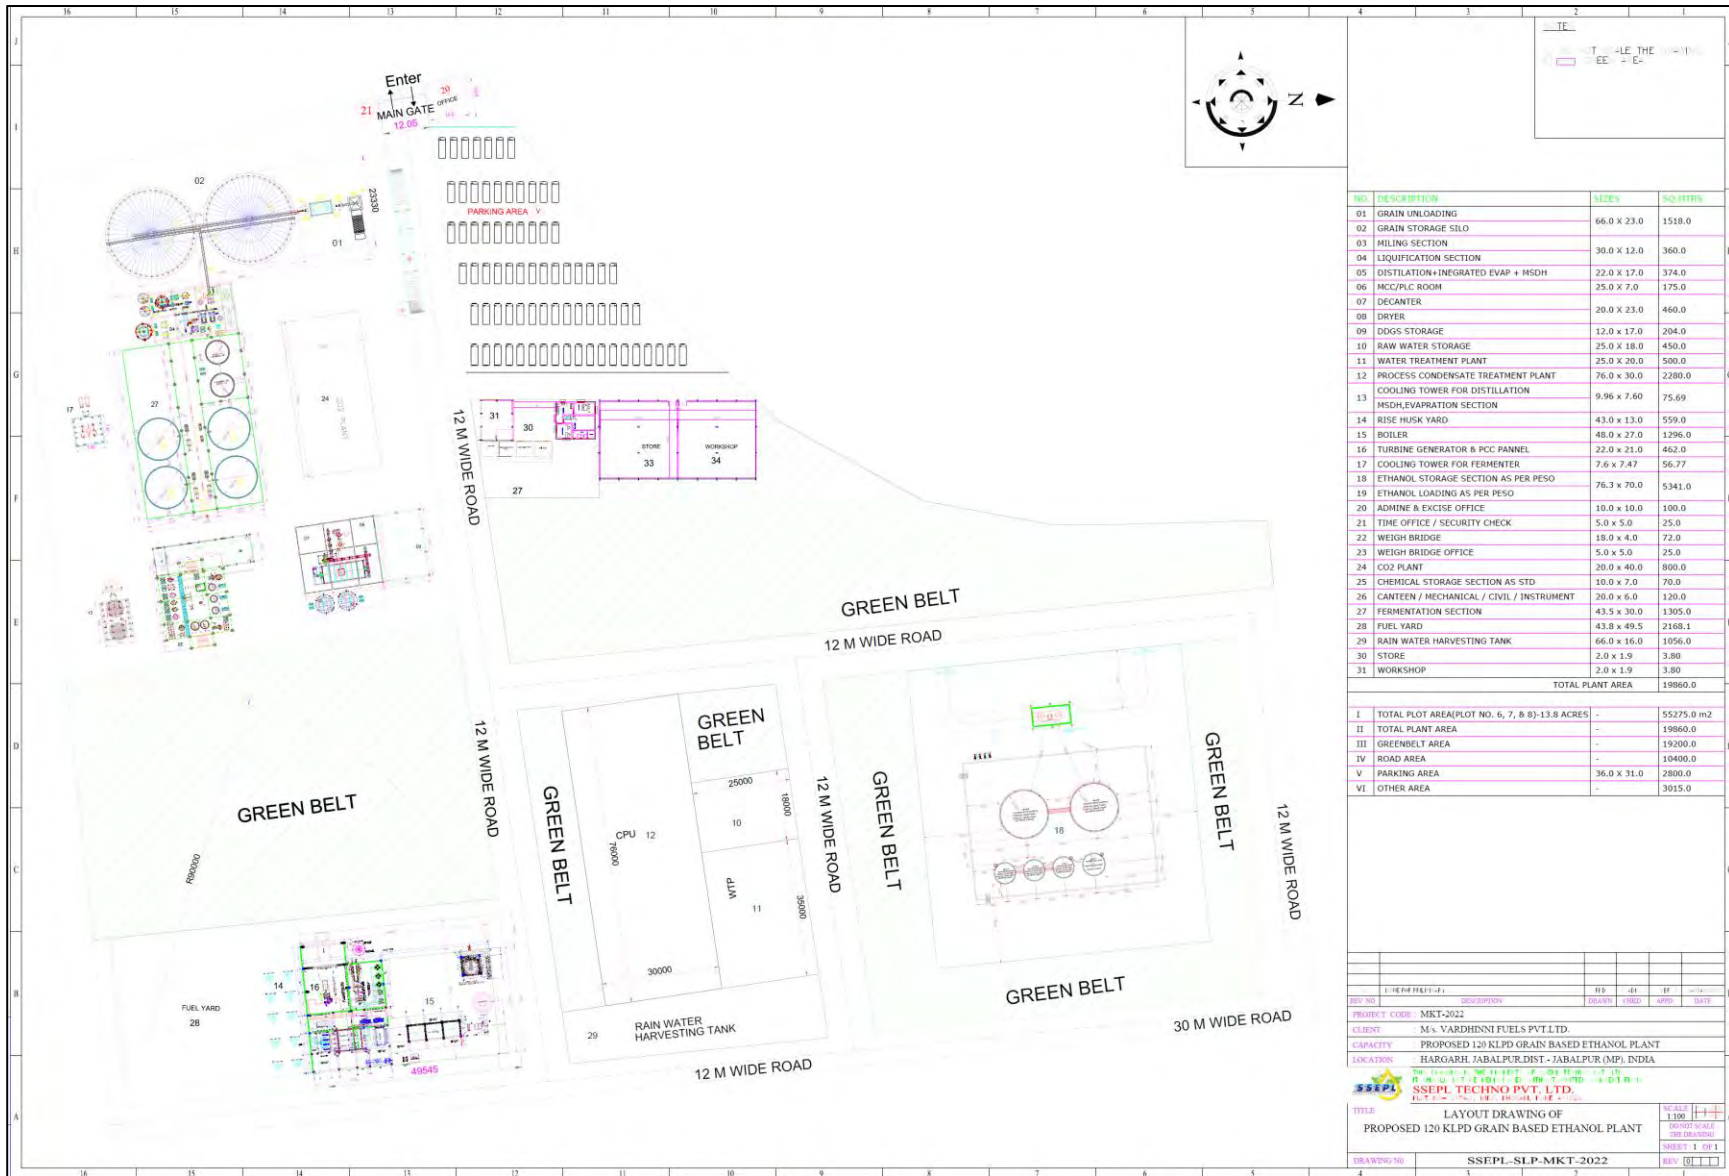 16 15 14 13 12 11 10 9 8 7 6 5 4 3 2 1
Enter
20
OFFICE
21
MAIN GATE
12.05
N
02
01
23330
PARKING AREA V
27
24
17
12 M WIDE ROAD
31
30
STORE
33
WORKSHOP
34
27
GREEN BELT
12 M WIDE ROAD
12 M WIDE ROAD
GREEN BELT
R90000
GREEN BELT
GREEN
BELT
25000
18000
10
CPU 12
76000
WTP
11
35000
30000
12 M WIDE ROAD
GREEN BELT
18
GREEN BELT
12 M WIDE ROAD
GREEN BELT
30 M WIDE ROAD
FUEL YARD
28
14
16
15
49545
29
RAIN WATER
HARVESTING TANK
12 M WIDE ROAD
NO. DESCRIPTION SIZES SQ.MTRS
01 GRAIN UNLOADING 66.0 X 23.0 1518.0
02 GRAIN STORAGE SILO
03 MILING SECTION 30.0 X 12.0 360.0
04 LIQUIFICATION SECTION
05 DISTILATION+INEGRATED EVAP + MSDH 22.0 X 17.0 374.0
06 MCC/PLC ROOM 25.0 X 7.0 175.0
07 DECANTER 20.0 X 23.0 460.0
08 DRYER
09 DDGS STORAGE 12.0 x 17.0 204.0
10 RAW WATER STORAGE 25.0 X 18.0 450.0
11 WATER TREATMENT PLANT 25.0 X 20.0 500.0
12 PROCESS CONDENSATE TREATMENT PLANT 76.0 x 30.0 2280.0
13 COOLING TOWER FOR DISTILLATION 9.96 x 7.60 75.69
MSDH,EVAPRATION SECTION
14 RISE HUSK YARD 43.0 x 13.0 559.0
15 BOILER 48.0 x 27.0 1296.0
16 TURBINE GENERATOR & PCC PANNEL 22.0 x 21.0 462.0
17 COOLING TOWER FOR FERMENTER 7.6 x 7.47 56.77
18 ETHANOL STORAGE SECTION AS PER PESO 76.3 x 70.0 5341.0
19 ETHANOL LOADING AS PER PESO
20 ADMINE & EXCISE OFFICE 10.0 x 10.0 100.0
21 TIME OFFICE / SECURITY CHECK 5.0 x 5.0 25.0
22 WEIGH BRIDGE 18.0 x 4.0 72.0
23 WEIGH BRIDGE OFFICE 5.0 x 5.0 25.0
24 CO2 PLANT 20.0 x 40.0 800.0
25 CHEMICAL STORAGE SECTION AS STD 10.0 x 7.0 70.0
26 CANTEEN / MECHANICAL / CIVIL / INSTRUMENT 20.0 x 6.0 120.0
27 FERMENTATION SECTION 43.5 x 30.0 1305.0
28 FUEL YARD 43.8 x 49.5 2168.1
29 RAIN WATER HARVESTING TANK 66.0 x 16.0 1056.0
30 STORE 2.0 x 1.9 3.80
31 WORKSHOP 2.0 x 1.9 3.80
TOTAL PLANT AREA 19860.0
I TOTAL PLOT AREA(PLOT NO. 6, 7, & 8)-13.8 ACRES - 55275.0 m2
II TOTAL PLANT AREA - 19860.0
III GREENBELT AREA - 19200.0
IV ROAD AREA - 10400.0
V PARKING AREA 36.0 X 31.0 2800.0
VI OTHER AREA - 3015.0
REV NO DESCRIPTION DRAWN CHKD APPD DATE
PROJECT CODE : MKT-2022
CLIENT : M/s. VARDHINNI FUELS PVT.LTD.
CAPACITY : PROPOSED 120 KLPD GRAIN BASED ETHANOL PLANT
LOCATION : HARGARH, JABALPUR,DIST.- JABALPUR (MP), INDIA
SSEPL
SSEPL TECHNO PVT. LTD.
TITLE
LAYOUT DRAWING OF
PROPOSED 120 KLPD GRAIN BASED ETHANOL PLANT
SCALE
1:100
DO NOT SCALE
THE DRAWING
SHEET 1 OF 1
DRAWING NO SSEPL-SLP-MKT-2022 REV 0